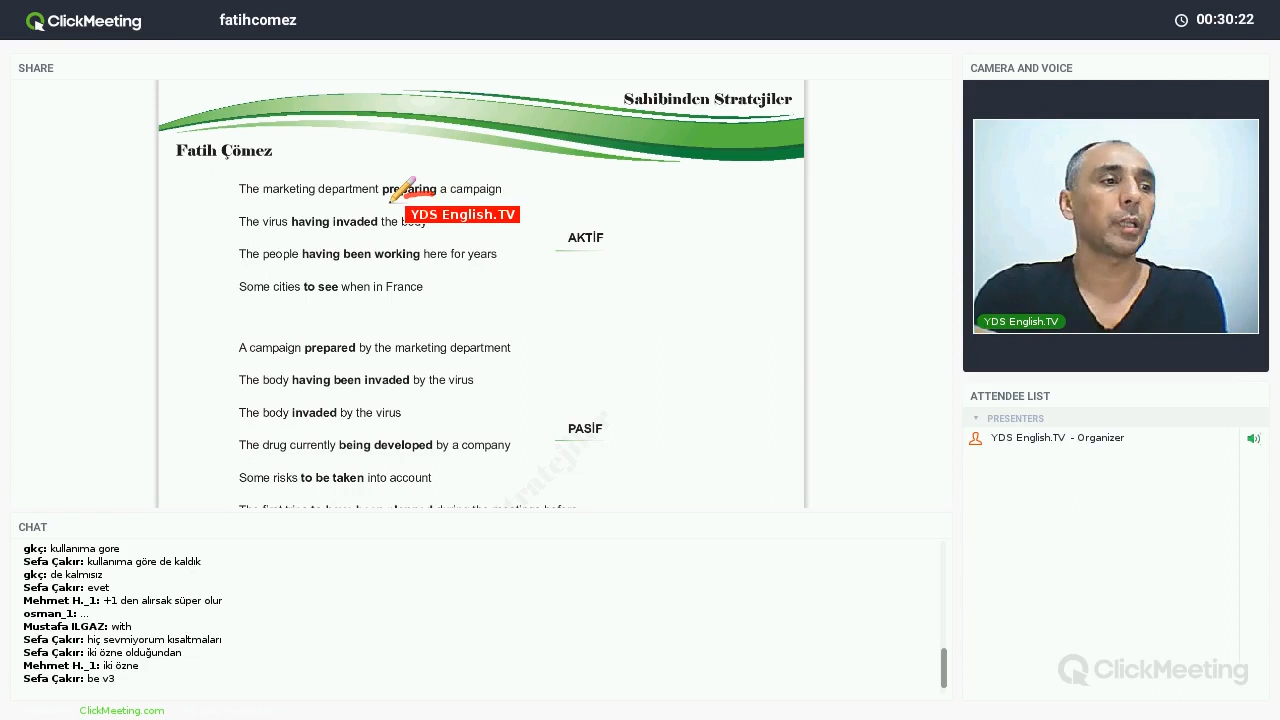 ClickMeeting
fatihcomez
00:30:22
SHARE
Sahibinden Stratejiler
Fatih Çömez
The marketing department preparing a campaign
YDS English.TV
The virus having invaded the body
AKTİF
The people having been working here for years
Some cities to see when in France
A campaign prepared by the marketing department
The body having been invaded by the virus
The body invaded by the virus
PASİF
The drug currently being developed by a company
Some risks to be taken into account
CHAT
gkç: kullanıma gore
Sefa Çakır: kullanıma göre de kaldık
gkç: de kalmısız
Sefa Çakır: evet
Mehmet H._1: +1 den alırsak süper olur
osman_1: ...
Mustafa ILGAZ: with
Sefa Çakır: hiç sevmiyorum kısaltmaları
Sefa Çakır: iki özne olduğundan
Mehmet H._1: iki özne
Sefa Çakır: be v3
ClickMeeting.com
CAMERA AND VOICE
YDS English.TV
ATTENDEE LIST
PRESENTERS
YDS English.TV - Organizer
ClickMeeting